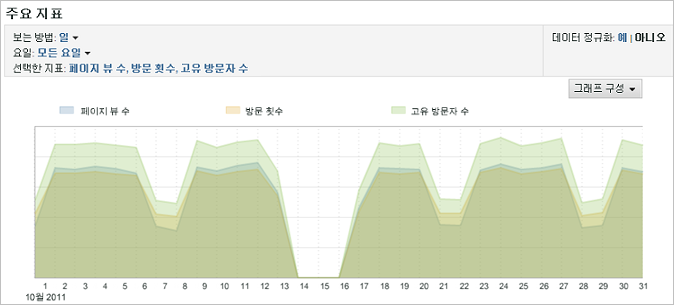 주요 지표
보는 방법: 일
요일: 모든 요일
선택한 지표: 페이지 뷰 수, 방문 횟수, 고유 방문자 수
데이터 정규화: 예 | 아니오
그래프 구성
페이지 뷰 수 방문 횟수 고유 방문자 수
1 2 3 4 5 6 7 8 9 10 11 12 13 14 15 16 17 18 19 20 21 22 23 24 25 26 27 28 29 30 31
10월 2011